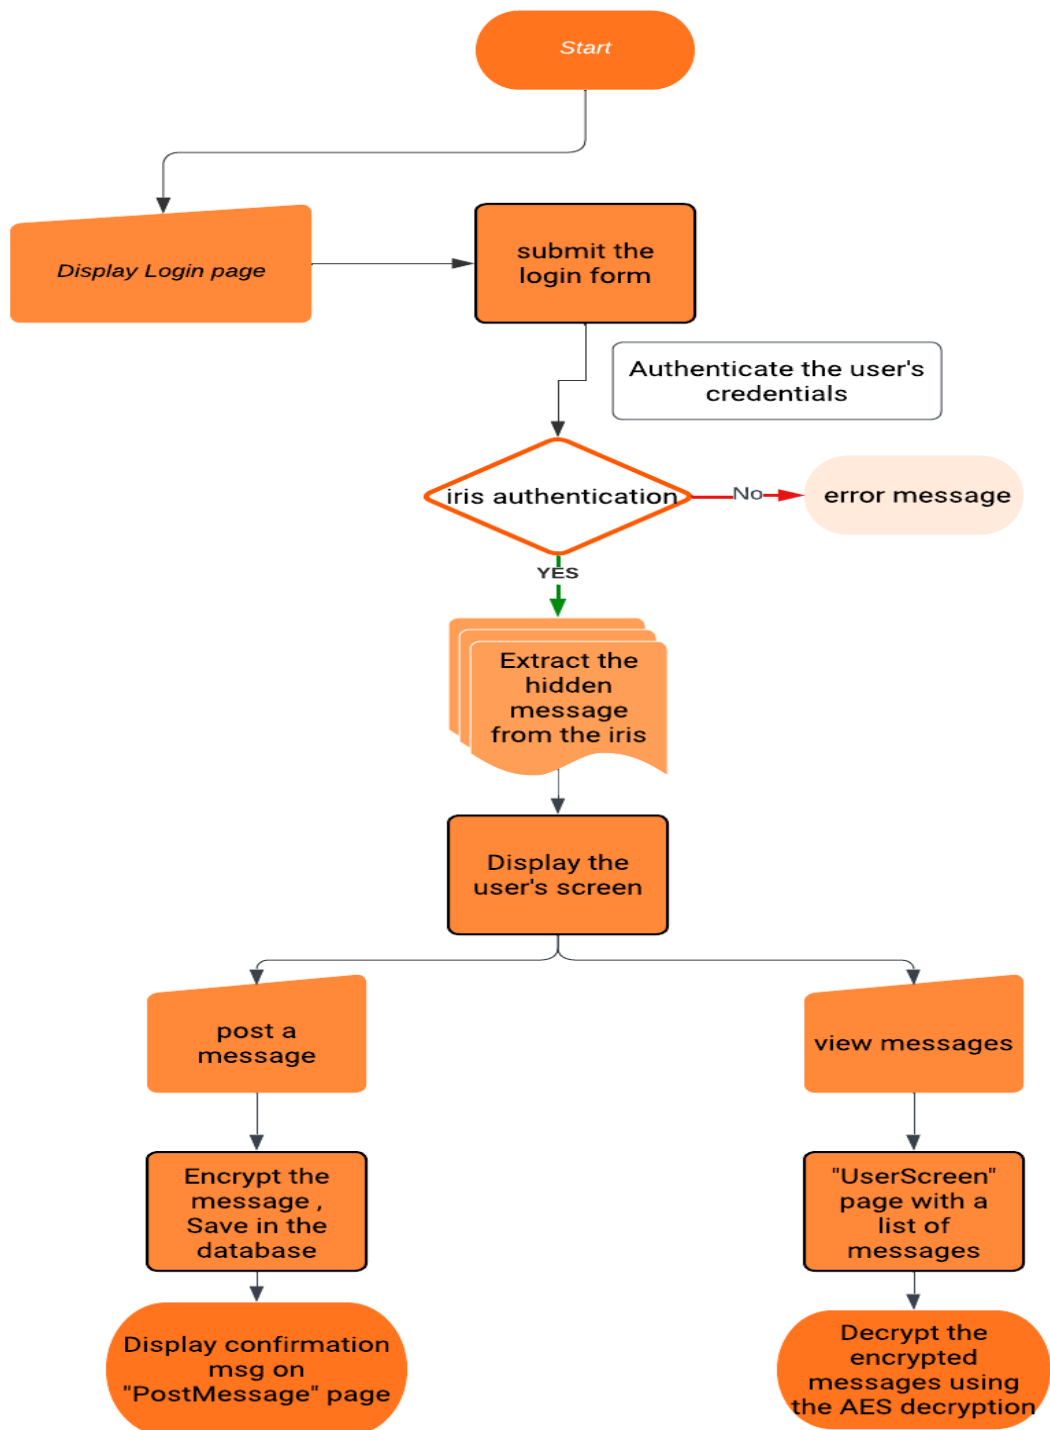 Start
Display Login page
submit the
login form
Authenticate the user's
credentials
iris authentication
No
error message
YES
Extract the
hidden
message
from the iris
Display the
user's screen
post a
message
view messages
Encrypt the
message ,
Save in the
database
"UserScreen"
page with a
list of
messages
Display confirmation
msg on
"PostMessage" page
Decrypt the
encrypted
messages using
the AES decryption